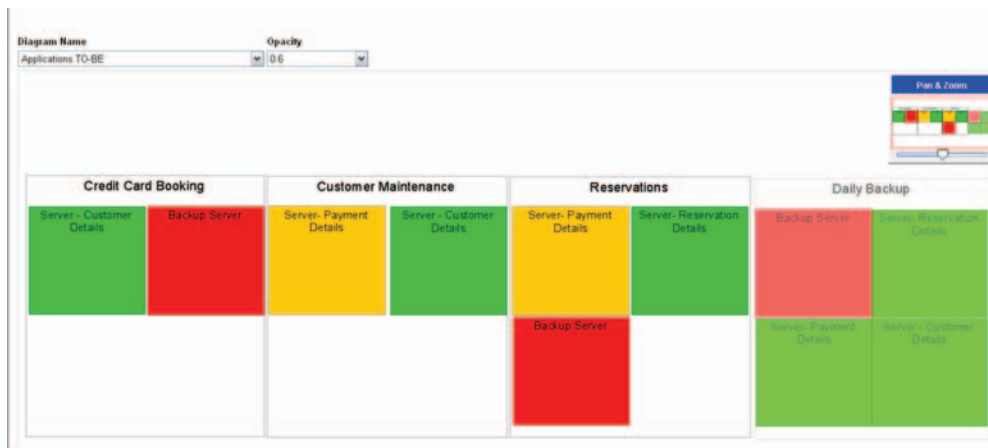 Diagram Name
Opacity
Applications TO-BE
0.6
Pan & Zoom
Credit Card Booking
Customer Maintenance
Reservations
Daily Backup
Server - Customer
Details
Backup Server
Server- Payment
Details
Server - Customer
Details
Server- Payment
Details
Server- Reservation
Details
Backup Server
Server- Reservation
Details
Backup Server
Server- Payment
Details
Server - Customer
Details